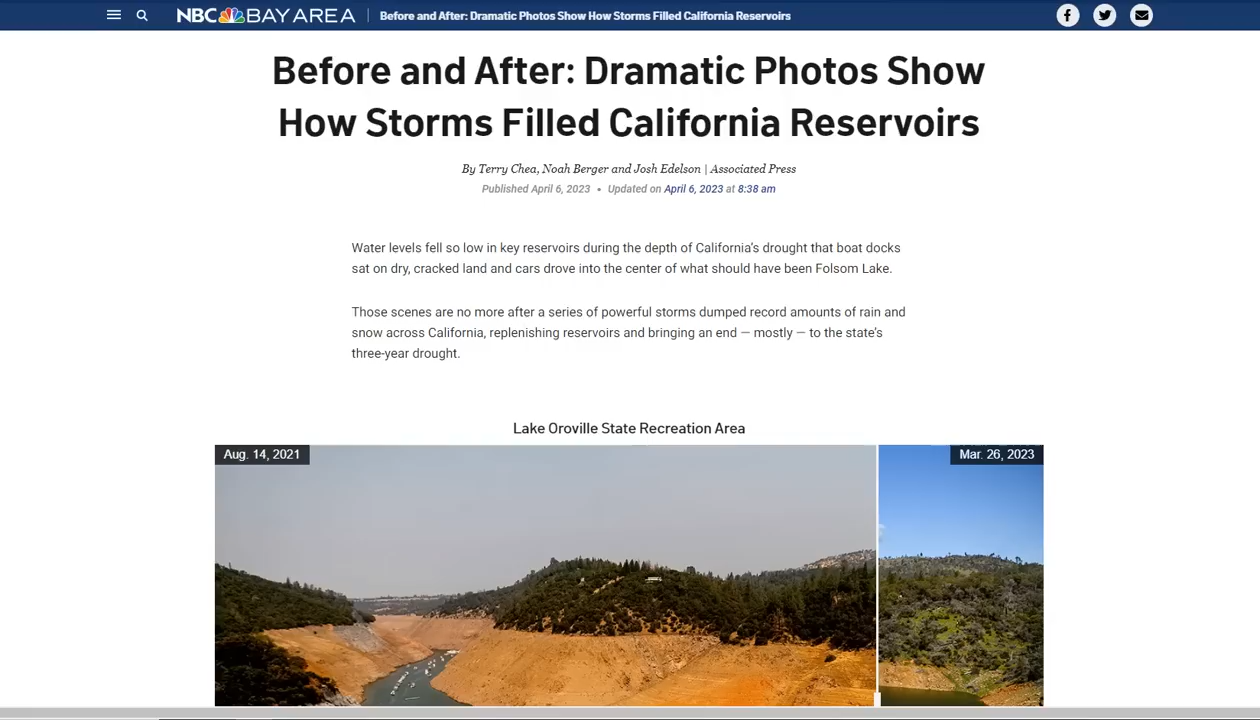 NBC BAY AREA Before and After: Dramatic Photos Show How Storms Filled California Reservoirs
Before and After: Dramatic Photos Show
How Storms Filled California Reservoirs
By Terry Chea, Noah Berger and Josh Edelson | Associated Press
Published April 6, 2023 • Updated on April 6, 2023 at 8:38 am
Water levels fell so low in key reservoirs during the depth of California's drought that boat docks
sat on dry, cracked land and cars drove into the center of what should have been Folsom Lake.
Those scenes are no more after a series of powerful storms dumped record amounts of rain and
snow across California, replenishing reservoirs and bringing an end — mostly — to the state's
three-year drought.
Lake Oroville State Recreation Area
Aug. 14, 2021 Mar. 26, 2023